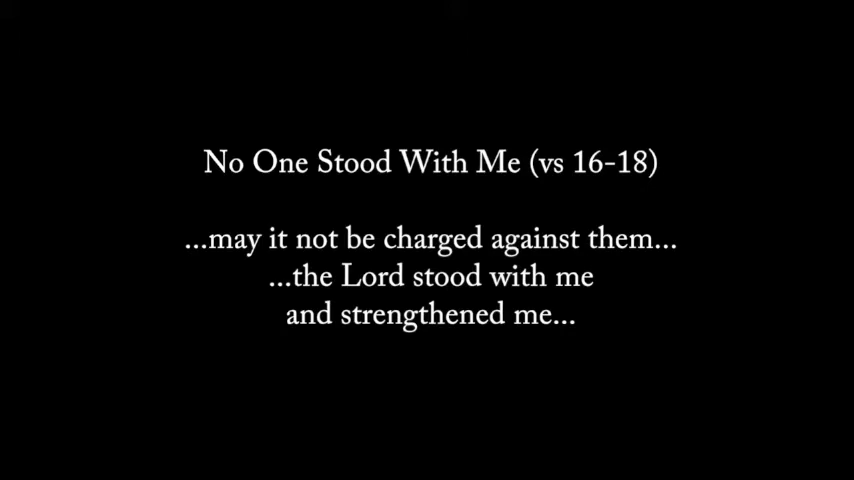 No One Stood With Me (vs 16-18)
...may it not be charged against them...
...the Lord stood with me
and strengthened me...